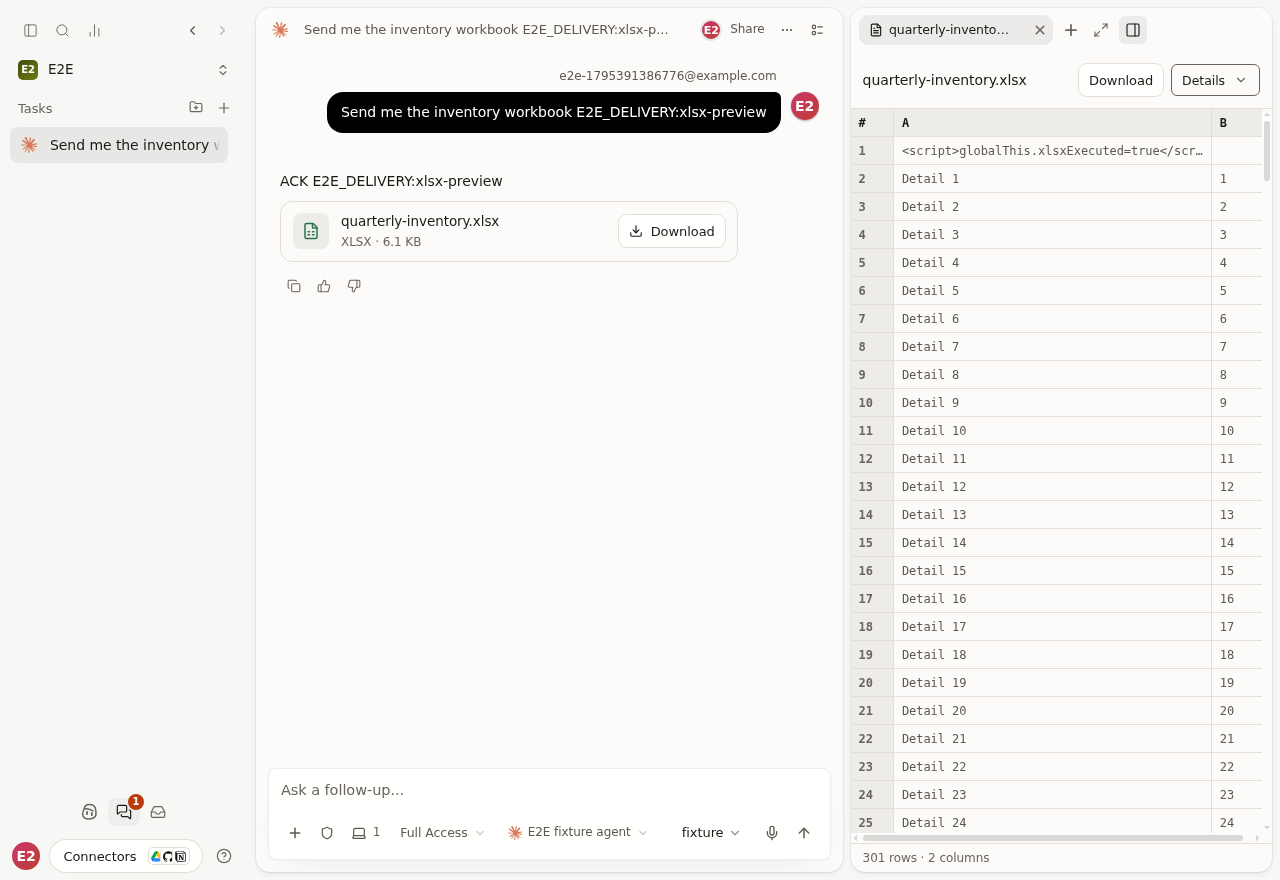 E2 E2E
Tasks
Send me the inventory w
1
E2 Connectors
Send me the inventory workbook E2E_DELIVERY:xlsx-p...
E2 Share
e2e-1795391386776@example.com
Send me the inventory workbook E2E_DELIVERY:xlsx-preview
E2
ACK E2E_DELIVERY:xlsx-preview
quarterly-inventory.xlsx
XLSX · 6.1 KB
Download
Ask a follow-up...
1 Full Access E2E fixture agent fixture
quarterly-invento...
quarterly-inventory.xlsx
Download Details
# A B
1 <script>globalThis.xlsxExecuted=true</scr…
2 Detail 1 1
3 Detail 2 2
4 Detail 3 3
5 Detail 4 4
6 Detail 5 5
7 Detail 6 6
8 Detail 7 7
9 Detail 8 8
10 Detail 9 9
11 Detail 10 10
12 Detail 11 11
13 Detail 12 12
14 Detail 13 13
15 Detail 14 14
16 Detail 15 15
17 Detail 16 16
18 Detail 17 17
19 Detail 18 18
20 Detail 19 19
21 Detail 20 20
22 Detail 21 21
23 Detail 22 22
24 Detail 23 23
25 Detail 24 24
301 rows · 2 columns